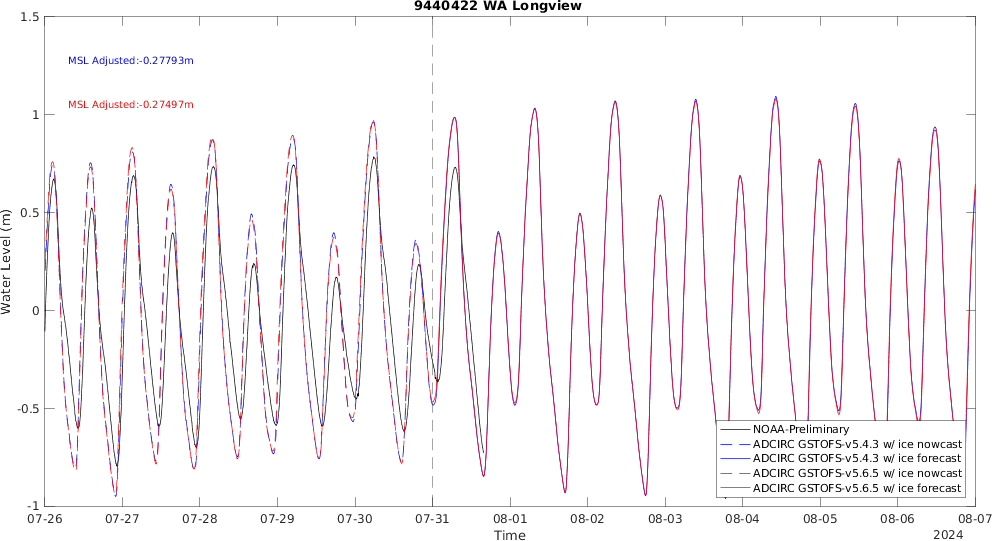 9440422 WA Longview
1.5
MSL Adjusted:-0.27793m
MSL Adjusted:-0.27497m
1
0.5
0
-0.5
-1
Water Level (m)
NOAA-Preliminary
ADCIRC GSTOFS-v5.4.3 w/ ice nowcast
ADCIRC GSTOFS-v5.4.3 w/ ice forecast
ADCIRC GSTOFS-v5.6.5 w/ ice nowcast
ADCIRC GSTOFS-v5.6.5 w/ ice forecast
07-26 07-27 07-28 07-29 07-30 07-31 08-01 08-02 08-03 08-04 08-05 08-06 08-07
Time
2024